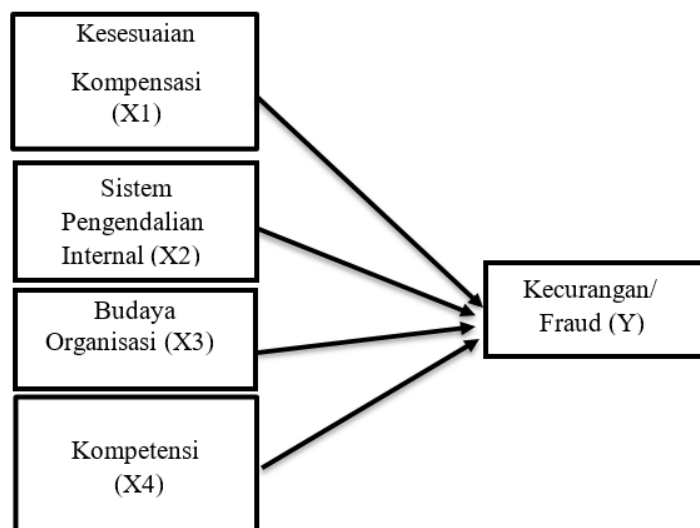 Kesesuaian
Kompensasi
(X1)
Sistem
Pengendalian
Internal (X2)
Budaya
Organisasi (X3)
Kompetensi
(X4)
Kecurangan/
Fraud (Y)